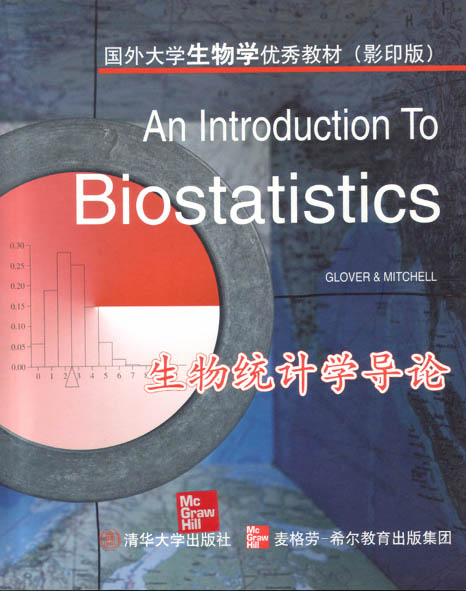 国外大学生物学优秀教材（影印版）
An Introduction To
Biostatistics
GLOVER & MITCHELL
0.30
0.25
0.20
0.15
0.10
0.05
0.00
0 1 2 3 4 5 6 7 8
生物统计学导论
Mc
Graw
Hill
清华大学出版社
Mc
Graw
Hill
麦格劳-希尔教育出版集团